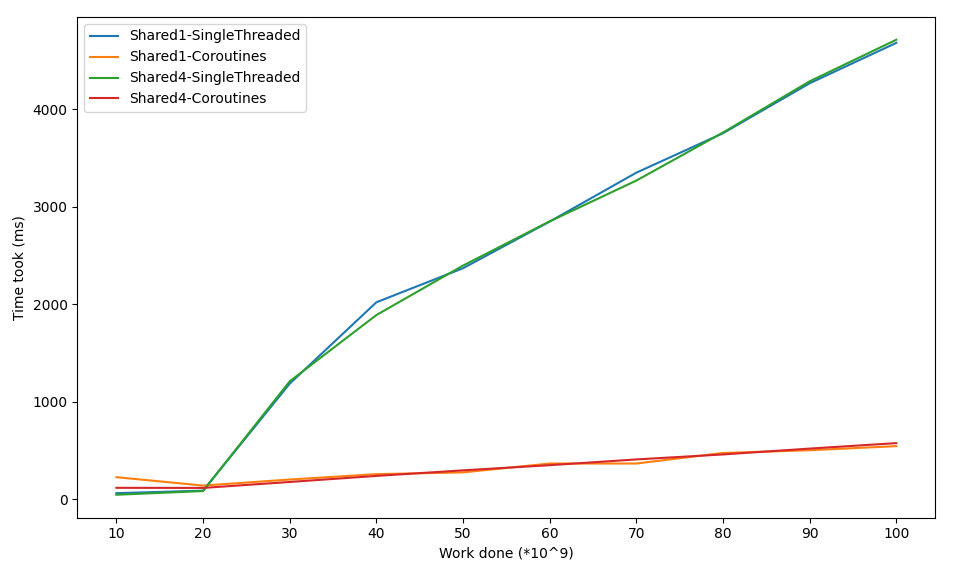 Shared1-SingleThreaded
Shared1-Coroutines
Shared4-SingleThreaded
Shared4-Coroutines
Time took (ms)
4000
3000
2000
1000
0
10 20 30 40 50 60 70 80 90 100
Work done (*10^9)